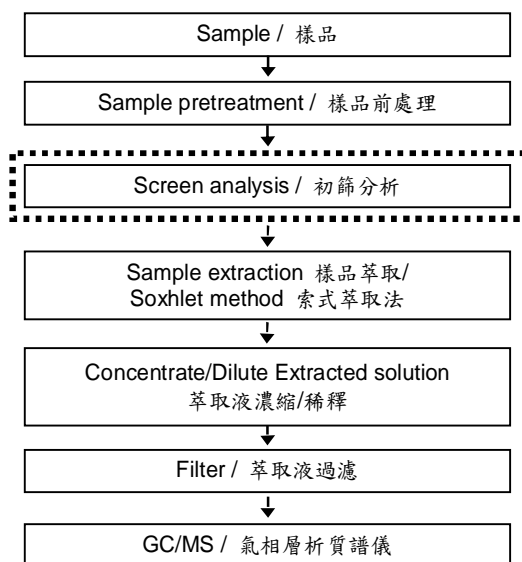 Sample / 樣品
Sample pretreatment / 樣品前處理
Screen analysis / 初篩分析
Sample extraction 樣品萃取/
Soxhlet method 索式萃取法
Concentrate/Dilute Extracted solution
萃取液濃縮/稀釋
Filter / 萃取液過濾
GC/MS / 氣相層析質譜儀